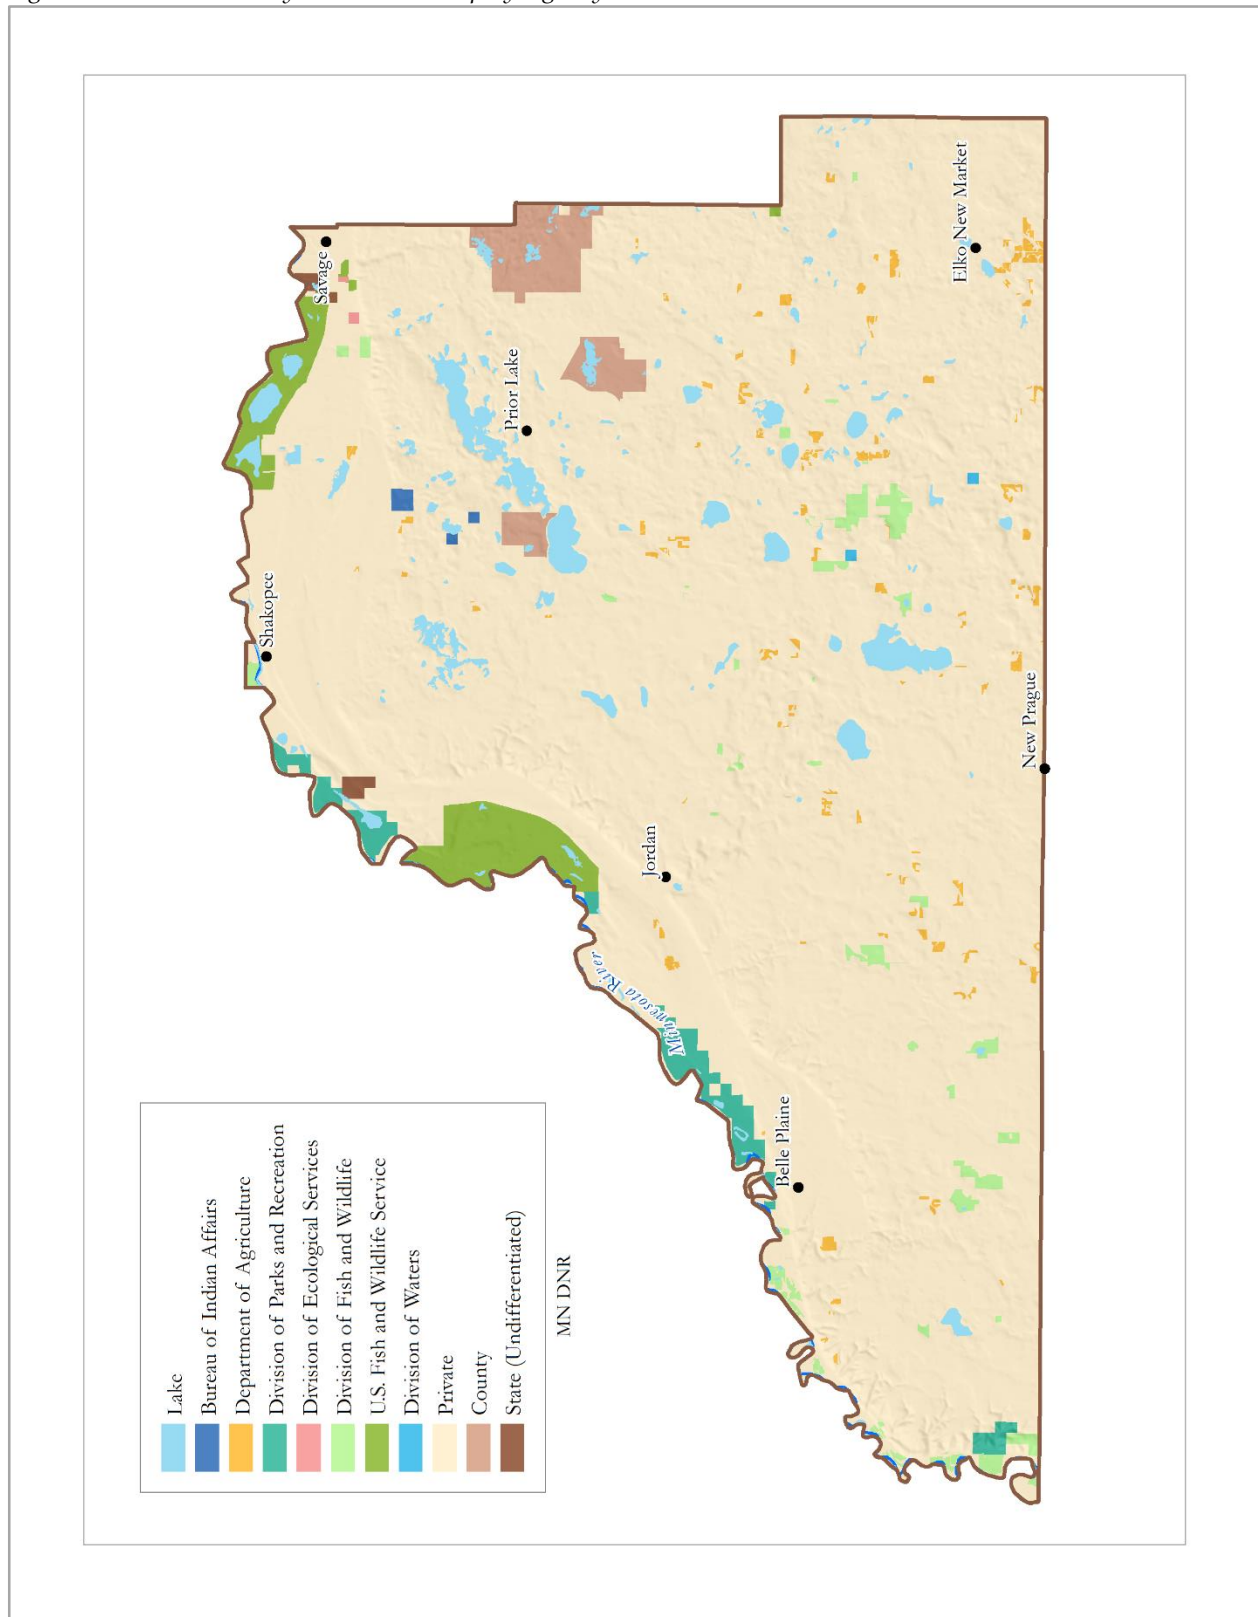 Lake
Bureau of Indian Affairs
Department of Agriculture
Division of Parks and Recreation
Division of Ecological Services
Division of Fish and Wildlife
U.S. Fish and Wildlife Service
Division of Waters
Private
County
State (Undifferentiated)
MN DNR
Savage
Shakopee
Prior Lake
Elko New Market
Jordan
New Prague
Minnesota River
Belle Plaine